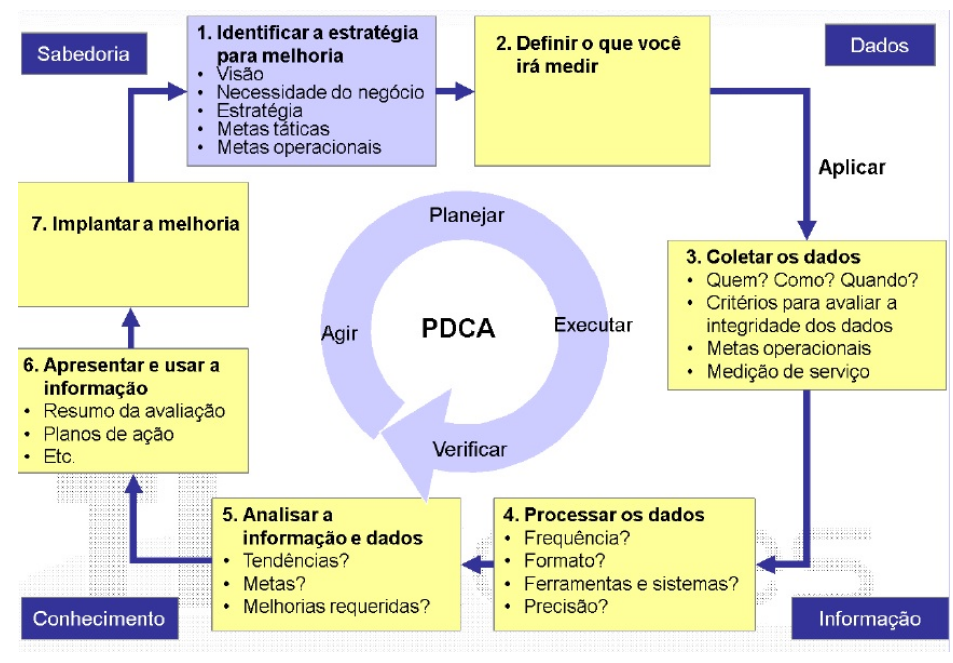 Sabedoria
1. Identificar a estratégia
para melhoria
• Visão
• Necessidade do negócio
• Estratégia
• Metas táticas
• Metas operacionais
2. Definir o que você
irá medir
Dados
Aplicar
3. Coletar os dados
• Quem? Como? Quando?
• Critérios para avaliar a
integridade dos dados
• Metas operacionais
• Medição de serviço
7. Implantar a melhoria
Planejar
Agir
PDCA
Executar
Verificar
6. Apresentar e usar a
informação
• Resumo da avaliação
• Planos de ação
• Etc.
5. Analisar a
informação e dados
• Tendências?
• Metas?
• Melhorias requeridas?
4. Processar os dados
• Frequência?
• Formato?
• Ferramentas e sistemas?
• Precisão?
Conhecimento
Informação